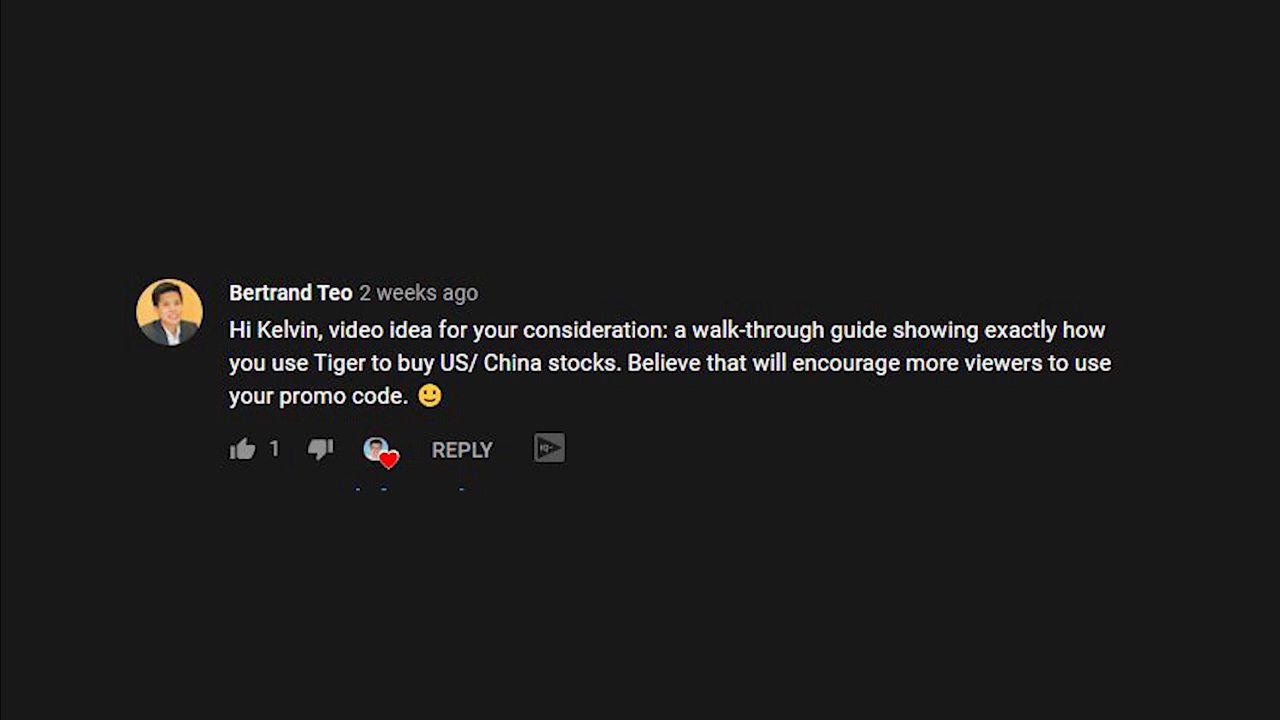 Bertrand Teo 2 weeks ago
Hi Kelvin, video idea for your consideration: a walk-through guide showing exactly how
you use Tiger to buy US/ China stocks. Believe that will encourage more viewers to use
your promo code. 🙂
1 REPLY